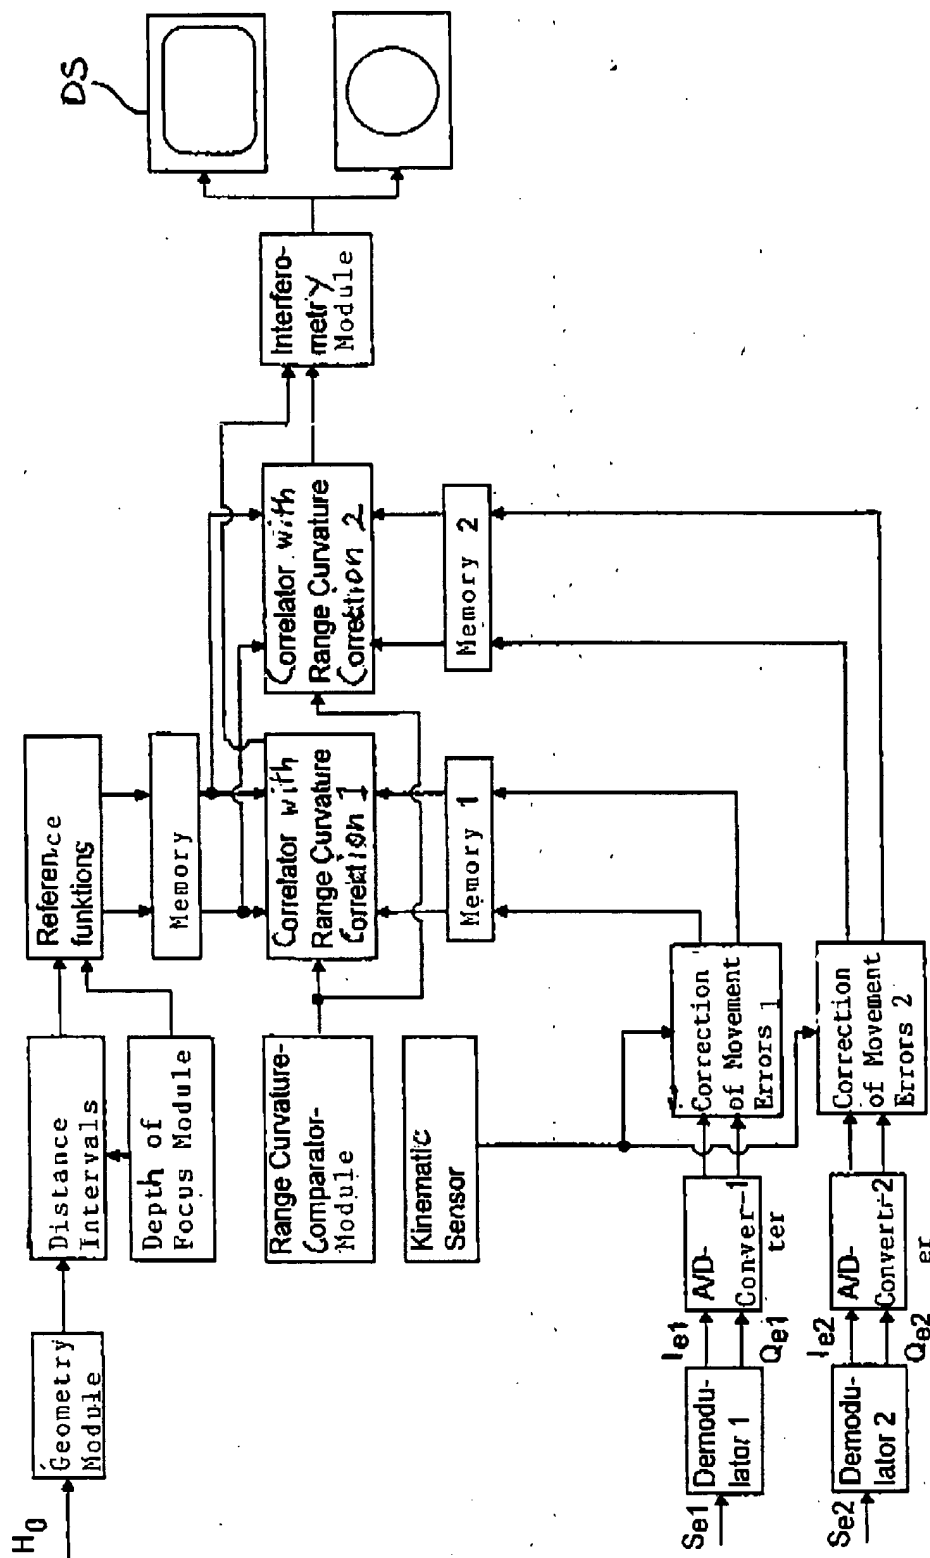 H0
Geometry
Module
Distance
Intervals
Depth of
Focus Module
Reference
funktions
Memory
Range Curvature-
Comparator-
Module
Kinematic
Sensor
Correlator with
Range Curvature
Correction 1
Correlator with
Range Curvature
Correction 2
Memory 1
Memory 2
Interfero-
metry
Module
DS
Se1
Demodu-
lator 1
Ie1
Qe1
A/D-
Conver-1
ter
Correction
of Movement
Errors 1
Se2
Demodu-
lator 2
Ie2
Qe2
A/D-
Convert-2
er
Correction
of Movement
Errors 2